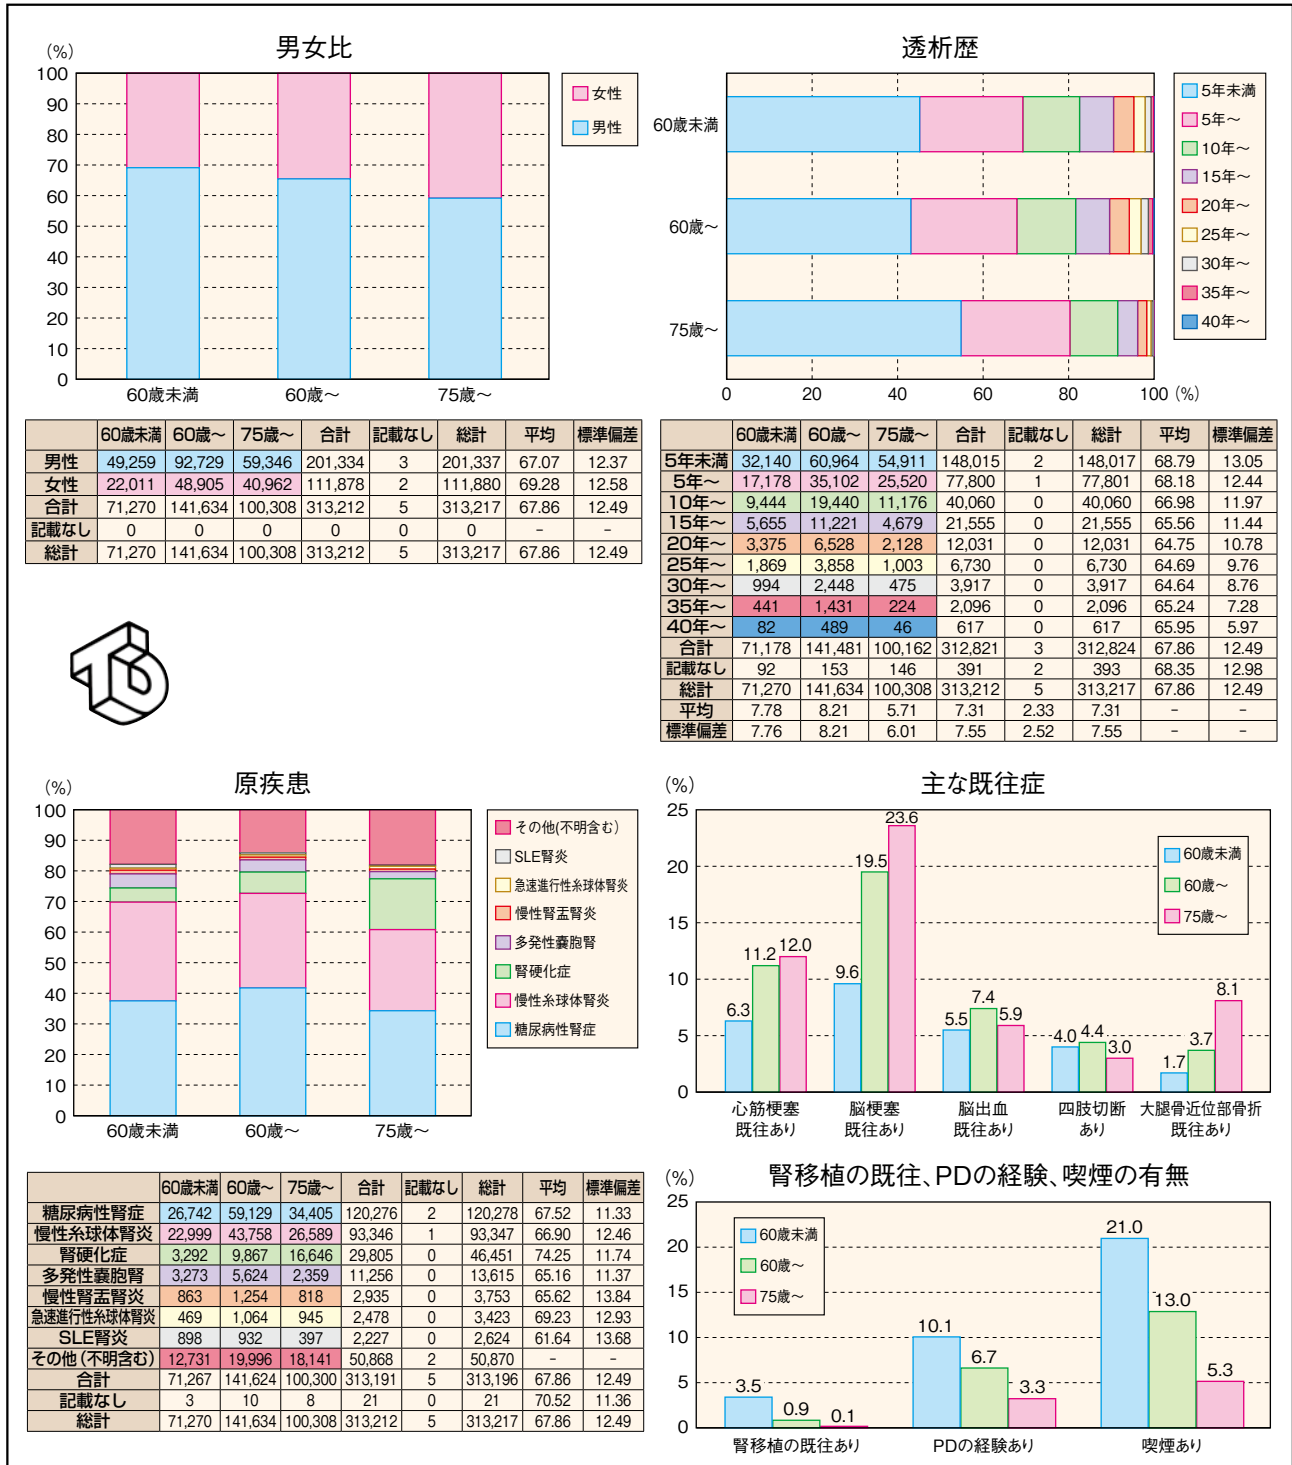 男女比
(%)
100
90
80
70
60
50
40
30
20
10
0
60歳未満 60歳～ 75歳～
女性
男性
60歳未満 60歳～ 75歳～ 合計 記載なし 総計 平均 標準偏差
男性 49,259 92,729 59,346 201,334 3 201,337 67.07 12.37
女性 22,011 48,905 40,962 111,878 2 111,880 69.28 12.58
合計 71,270 141,634 100,308 313,212 5 313,217 67.86 12.49
記載なし 0 0 0 0 0 0 － －
総計 71,270 141,634 100,308 313,212 5 313,217 67.86 12.49
透析歴
60歳未満
60歳～
75歳～
0 20 40 60 80 100 (%)
5年未満
5年～
10年～
15年～
20年～
25年～
30年～
35年～
40年～
60歳未満 60歳～ 75歳～ 合計 記載なし 総計 平均 標準偏差
5年未満 32,140 60,964 54,911 148,015 2 148,017 68.79 13.05
5年～ 17,178 35,102 25,520 77,800 1 77,801 68.18 12.44
10年～ 9,444 19,440 11,176 40,060 0 40,060 66.98 11.97
15年～ 5,655 11,221 4,679 21,555 0 21,555 65.56 11.44
20年～ 3,375 6,528 2,128 12,031 0 12,031 64.75 10.78
25年～ 1,869 3,858 1,003 6,730 0 6,730 64.69 9.76
30年～ 994 2,448 475 3,917 0 3,917 64.64 8.76
35年～ 441 1,431 224 2,096 0 2,096 65.24 7.28
40年～ 82 489 46 617 0 617 65.95 5.97
合計 71,178 141,481 100,162 312,821 3 312,824 67.86 12.49
記載なし 92 153 146 391 2 393 68.35 12.98
総計 71,270 141,634 100,308 313,212 5 313,217 67.86 12.49
平均 7.78 8.21 5.71 7.31 2.33 7.31 － －
標準偏差 7.76 8.21 6.01 7.55 2.52 7.55 － －
原疾患
(%)
100
90
80
70
60
50
40
30
20
10
0
60歳未満 60歳～ 75歳～
その他(不明含む)
SLE腎炎
急速進行性糸球体腎炎
慢性腎盂腎炎
多発性嚢胞腎
腎硬化症
慢性糸球体腎炎
糖尿病性腎症
60歳未満 60歳～ 75歳～ 合計 記載なし 総計 平均 標準偏差
糖尿病性腎症 26,742 59,129 34,405 120,276 2 120,278 67.52 11.33
慢性糸球体腎炎 22,999 43,758 26,589 93,346 1 93,347 66.90 12.46
腎硬化症 3,292 9,867 16,646 29,805 0 46,451 74.25 11.74
多発性嚢胞腎 3,273 5,624 2,359 11,256 0 13,615 65.16 11.37
慢性腎盂腎炎 863 1,254 818 2,935 0 3,753 65.62 13.84
急速進行性糸球体腎炎 469 1,064 945 2,478 0 3,423 69.23 12.93
SLE腎炎 898 932 397 2,227 0 2,624 61.64 13.68
その他(不明含む) 12,731 19,996 18,141 50,868 2 50,870 － －
合計 71,267 141,624 100,300 313,191 5 313,196 67.86 12.49
記載なし 3 10 8 21 0 21 70.52 11.36
総計 71,270 141,634 100,308 313,212 5 313,217 67.86 12.49
主な既往症
(%)
25
20
15
10
5
0
6.3 11.2 12.0
9.6 19.5 23.6
5.5 7.4 5.9
4.0 4.4 3.0
1.7 3.7 8.1
60歳未満
60歳～
75歳～
心筋梗塞 脳梗塞 脳出血 四肢切断 大腿骨近位部骨折
既往あり 既往あり 既往あり あり 既往あり
腎移植の既往、PDの経験、喫煙の有無
(%)
25
20
15
10
5
0
60歳未満
60歳～
75歳～
3.5 0.9 0.1
10.1 6.7 3.3
21.0 13.0 5.3
腎移植の既往あり PDの経験あり 喫煙あり